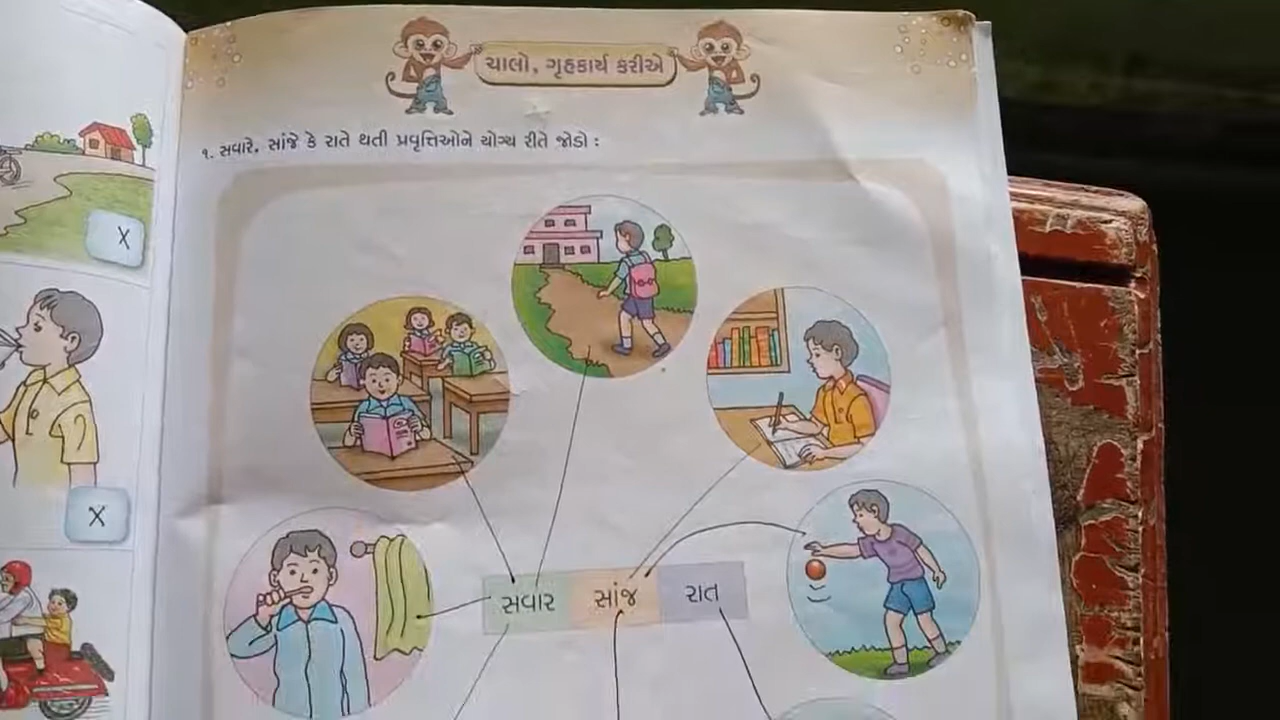 ચાલો, ગૃહકાર્ય કરીએ
૧. સવારે, સાંજે કે રાતે થતી પ્રવૃત્તિઓને યોગ્ય રીતે જોડો :
X
X
સવાર સાંજ રાત